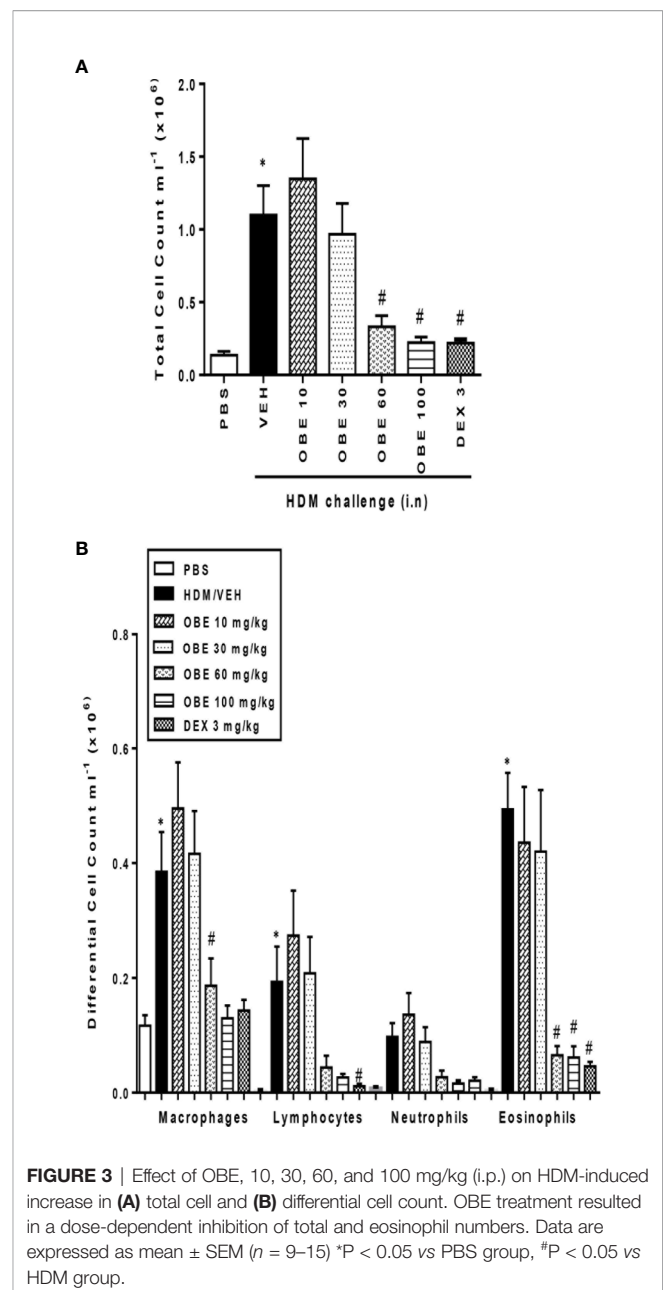 A
Total Cell Count ml⁻¹ (x10⁶)
2.0
1.5
1.0
0.5
0.0
*
#
#
#
PBS
VEH
OBE 10
OBE 30
OBE 60
OBE 100
DEX 3
HDM challenge (i.n)
B
PBS
HDM/VEH
OBE 10 mg/kg
OBE 30 mg/kg
OBE 60 mg/kg
OBE 100 mg/kg
DEX 3 mg/kg
Differential Cell Count ml⁻¹ (x10⁶)
0.8
0.6
0.4
0.2
0.0
*
#
*
#
*
#
#
#
Macrophages Lymphocytes Neutrophils Eosinophils
FIGURE 3 | Effect of OBE, 10, 30, 60, and 100 mg/kg (i.p.) on HDM-induced
increase in (A) total cell and (B) differential cell count. OBE treatment resulted
in a dose-dependent inhibition of total and eosinophil numbers. Data are
expressed as mean ± SEM (n = 9–15) *P < 0.05 vs PBS group, #P < 0.05 vs
HDM group.